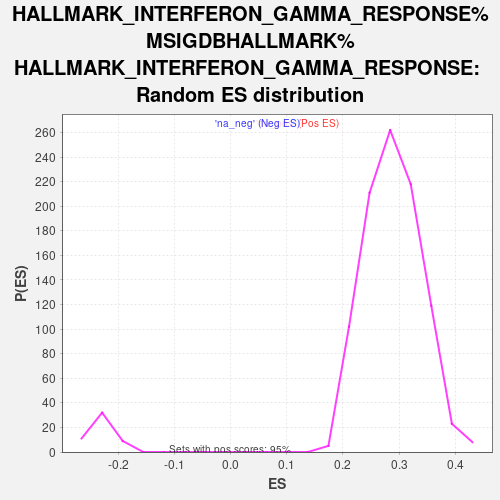 HALLMARK_INTERFERON_GAMMA_RESPONSE%
MSIGDBHALLMARK%
HALLMARK_INTERFERON_GAMMA_RESPONSE:
Random ES distribution
'na_neg' (Neg ES) Pos ES)
260
240
220
200
180
160
140
120
100
80
60
40
20
0
P(ES)
Sets with pos scores: 95%
-0.2 -0.1 0.0 0.1 0.2 0.3 0.4
ES